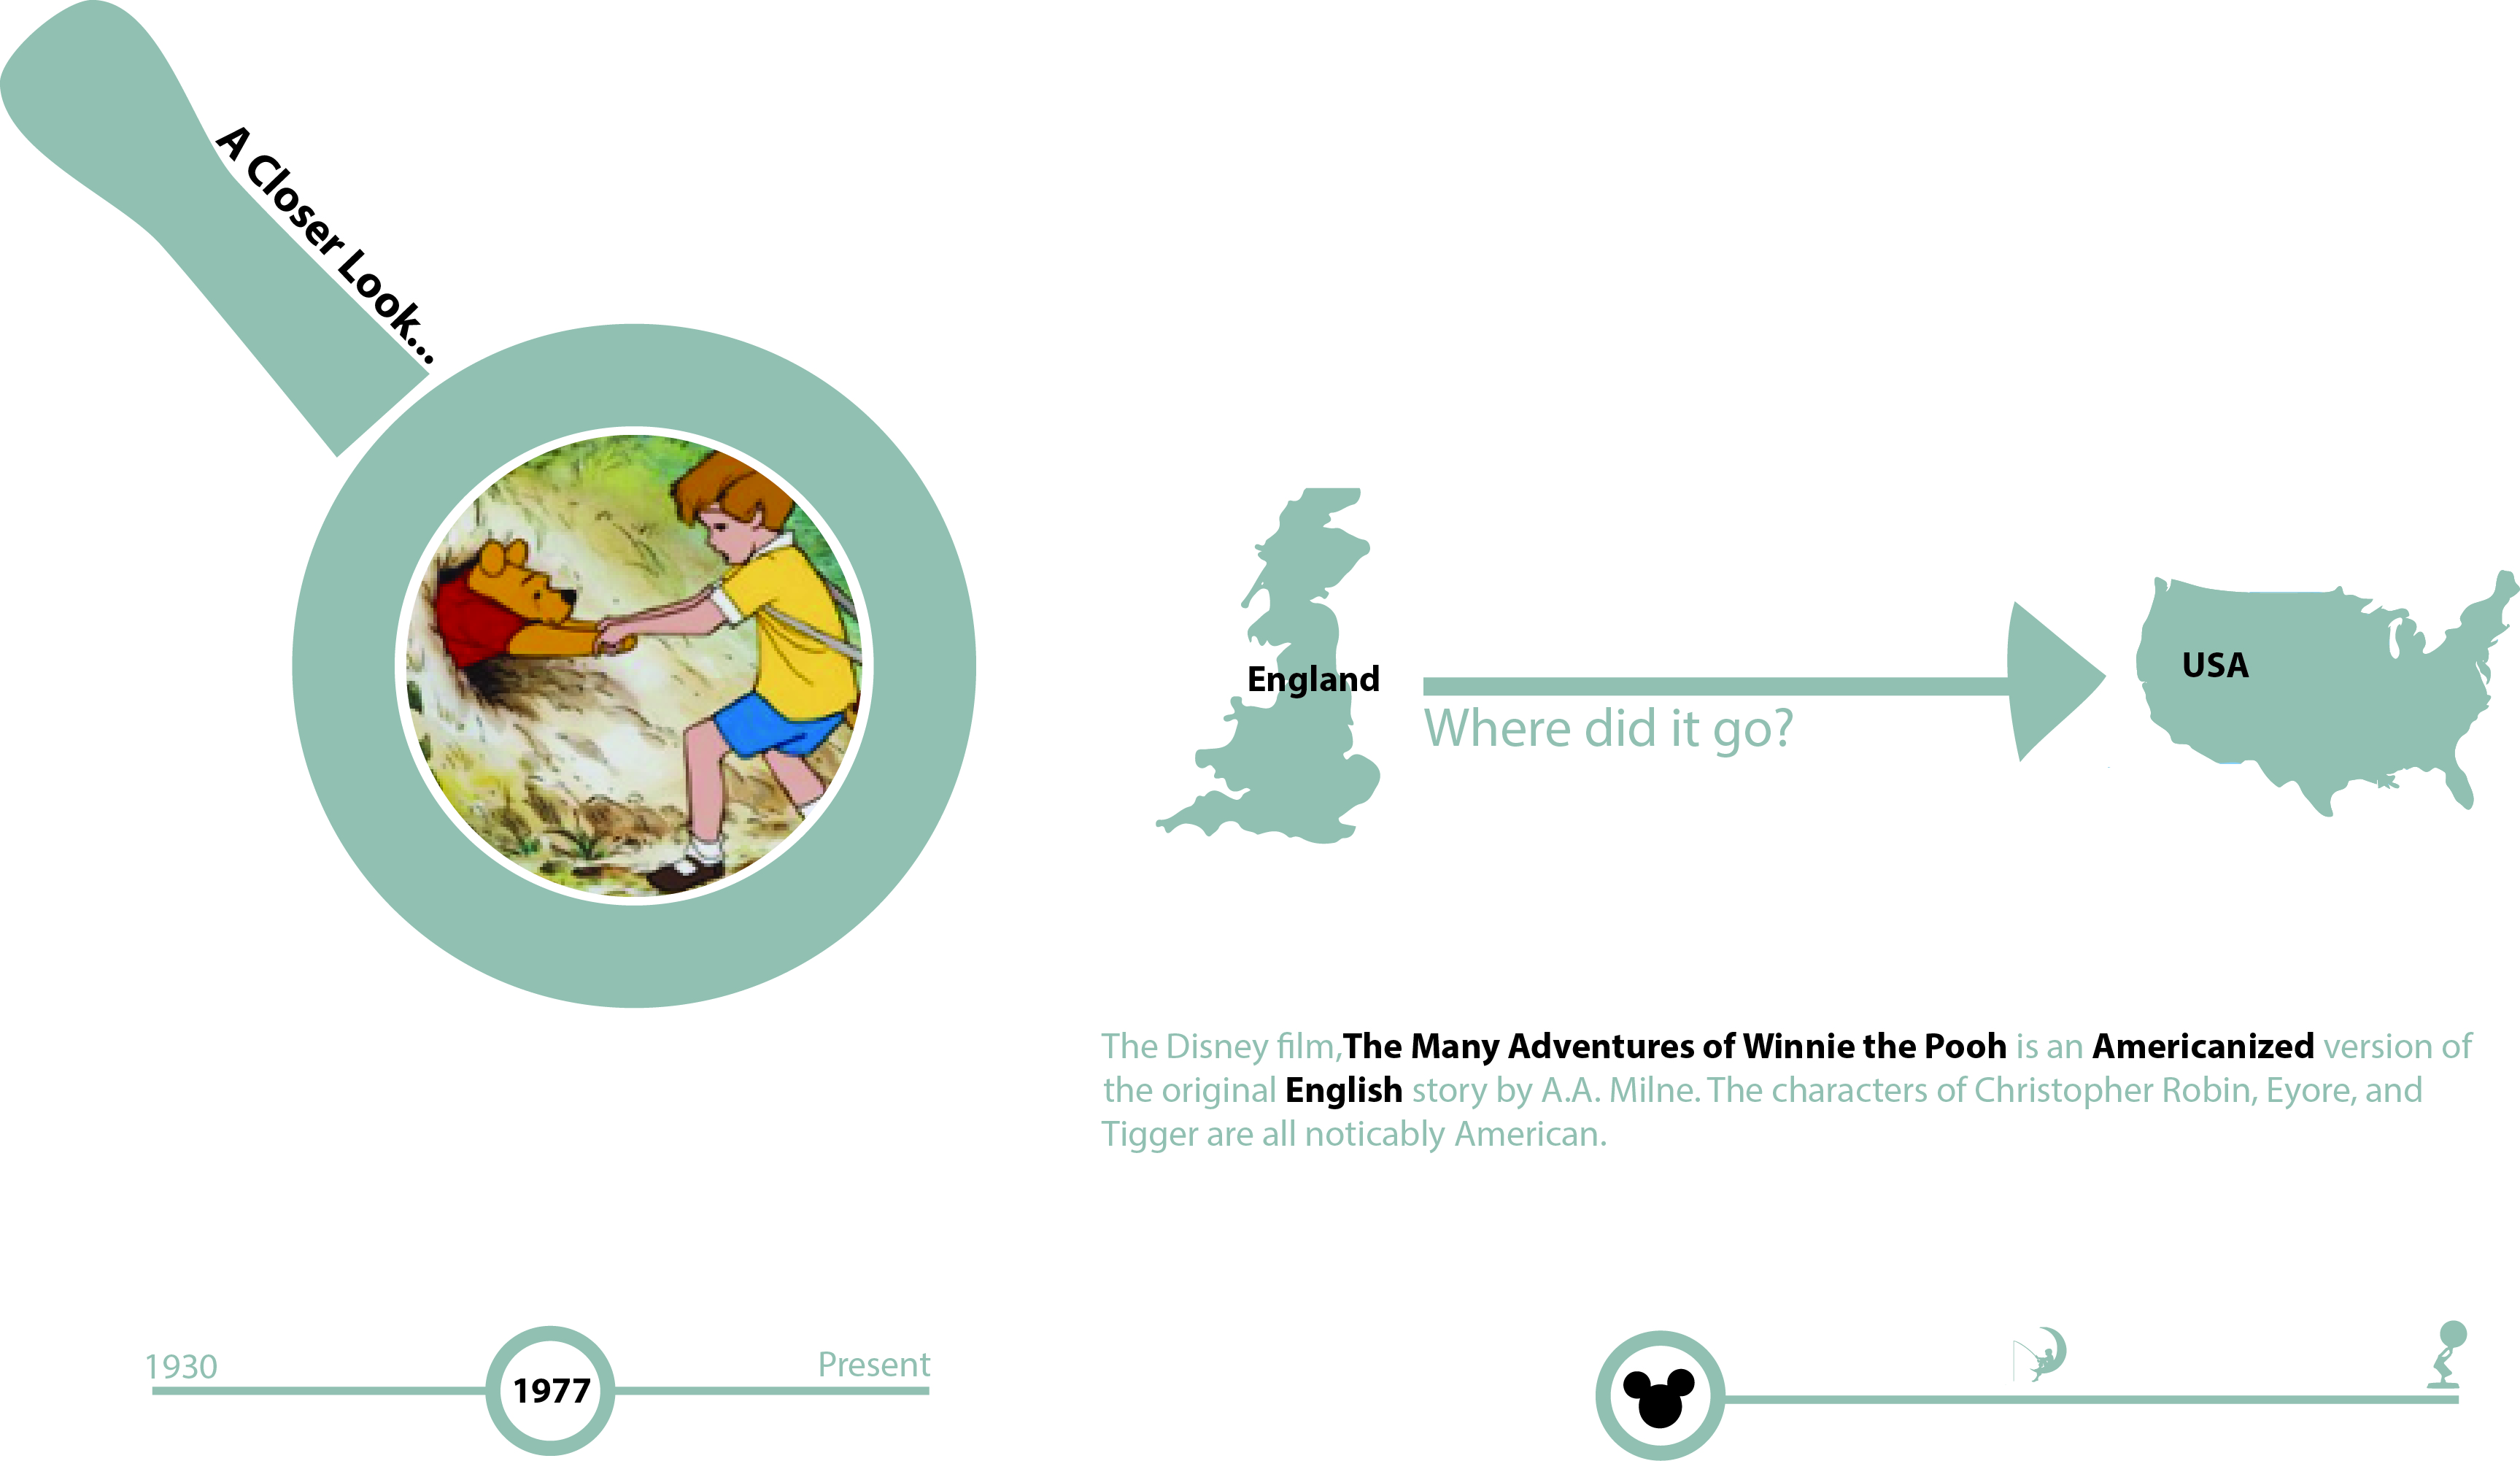 A Closer Look...
England
USA
Where did it go?
The Disney film,The Many Adventures of Winnie the Pooh is an Americanized version of
the original English story by A.A. Milne. The characters of Christopher Robin, Eyore, and
Tigger are all noticably American.
1930
1977
Present